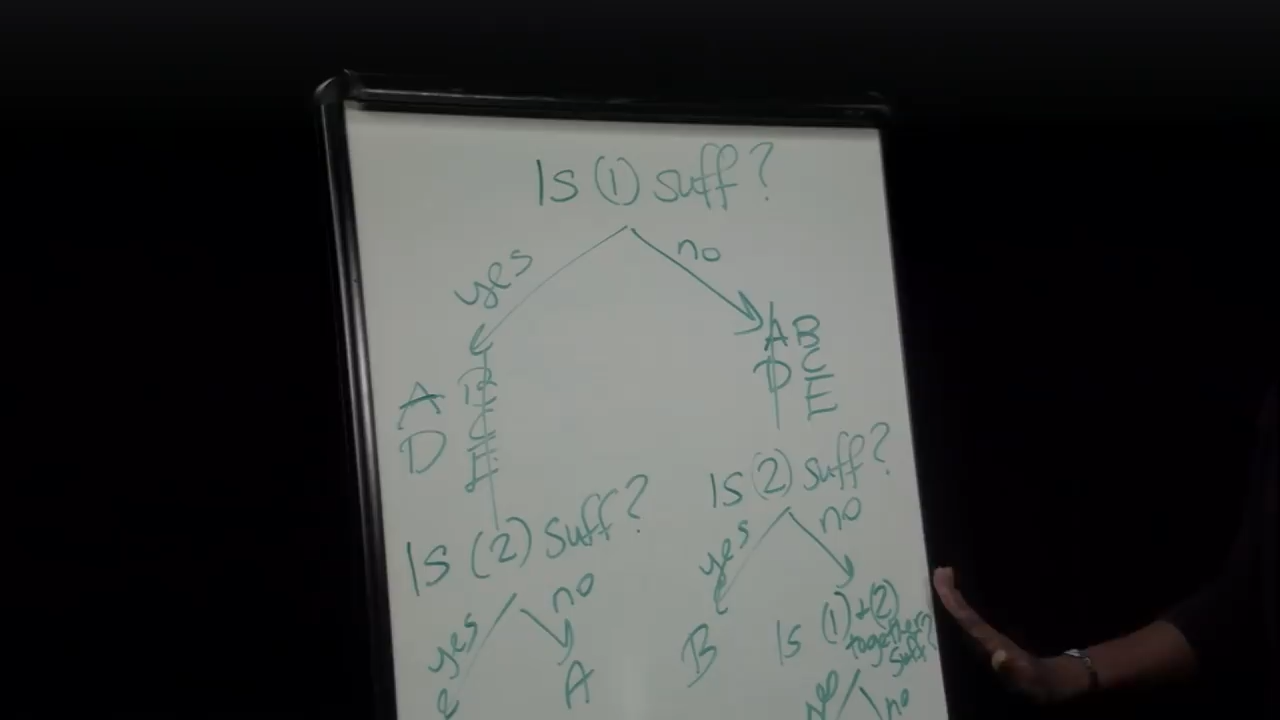 Is (1) suff?
yes
no
A B
D C
E
A B
D C
E
Is (2) suff?
yes
no
B
Is (1) + (2)
together
suff?
yes
no
Is (2) suff?
yes
no
A